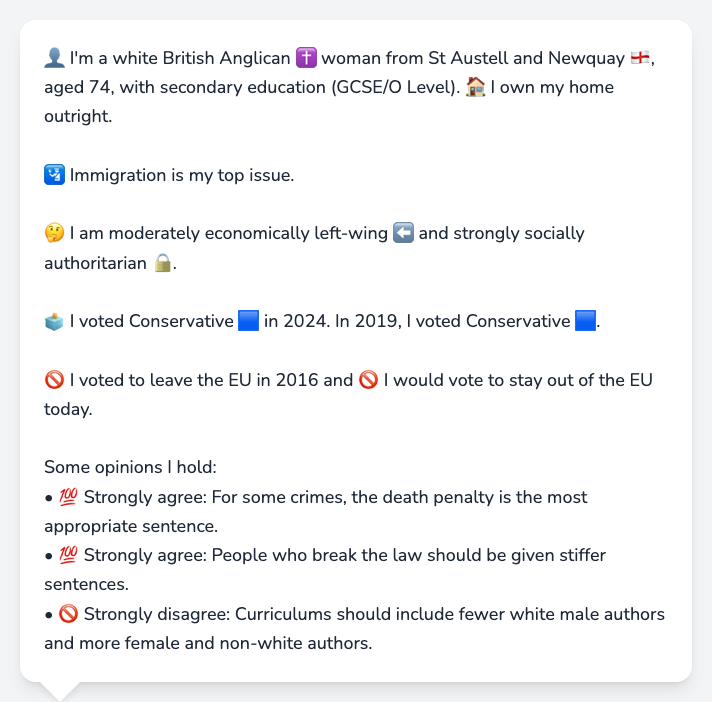 👤 I'm a white British Anglican ✝️ woman from St Austell and Newquay 🏴󠁧󠁢󠁥󠁮󠁧󠁿,
aged 74, with secondary education (GCSE/O Level). 🏠 I own my home
outright.
🛂 Immigration is my top issue.
🤔 I am moderately economically left-wing ⬅️ and strongly socially
authoritarian 🔒.
🗳️ I voted Conservative 🟦 in 2024. In 2019, I voted Conservative 🟦.
🚫 I voted to leave the EU in 2016 and 🚫 I would vote to stay out of the EU
today.
Some opinions I hold:
• 💯 Strongly agree: For some crimes, the death penalty is the most
appropriate sentence.
• 💯 Strongly agree: People who break the law should be given stiffer
sentences.
• 🚫 Strongly disagree: Curriculums should include fewer white male authors
and more female and non-white authors.